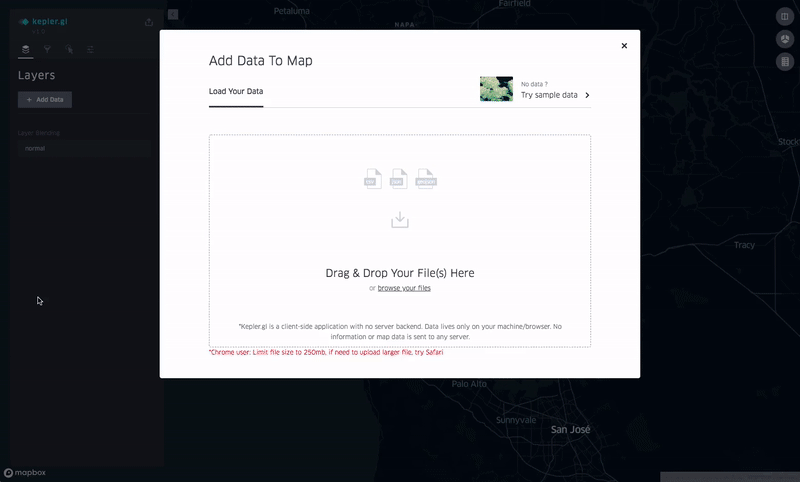 Petaluma
Fairfield
NAPA
kepler.gl
Layers
+ Add Data
Layer Blending
normal
Add Data To Map
Load Your Data
No data ?
Try sample data
csv
json
geojson
Drag & Drop Your File(s) Here
or browse your files
*Kepler.gl is a client-side application with no server backend. Data lives only on your machine/browser. No
information or map data is sent to any server.
*Chrome user: Limit file size to 250mb, if need to upload larger file, try Safari
Stock
Tracy
Palo Alto
Sunnyvale
San José
mapbox